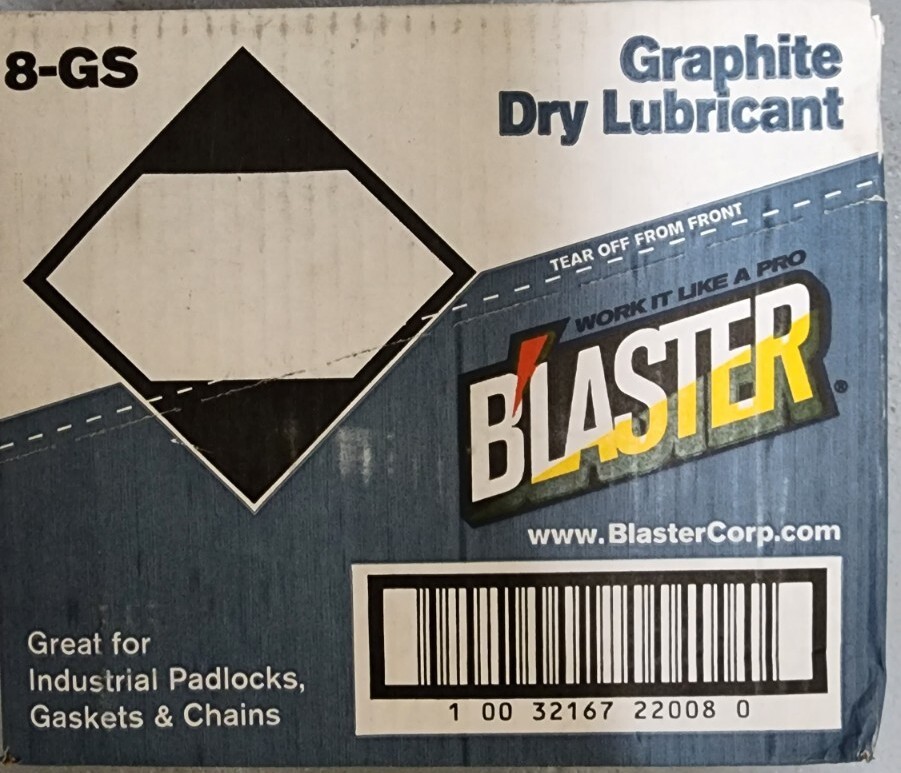 8-GS
Graphite
Dry Lubricant
TEAR OFF FROM FRONT
WORK IT LIKE A PRO
B'LASTER®
www.BlasterCorp.com
Great for
Industrial Padlocks,
Gaskets & Chains
1 00 32167 22008 0